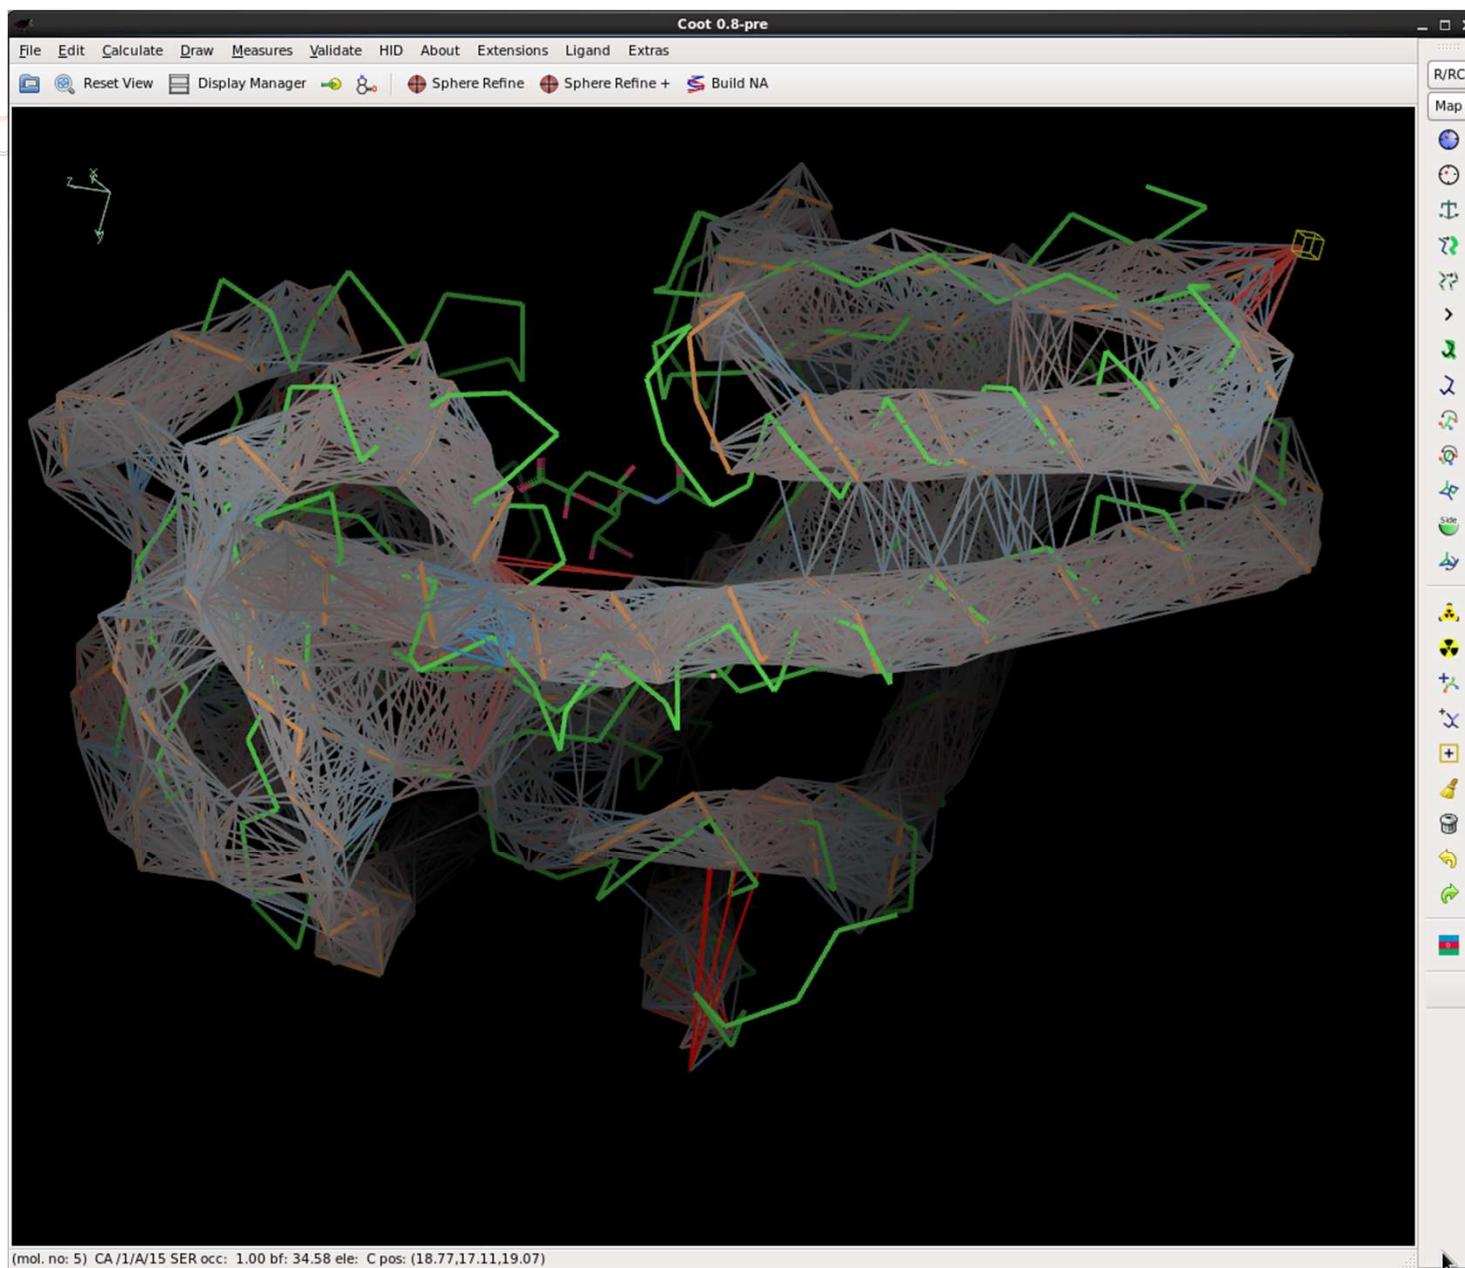 Coot 0.8-pre
File Edit Calculate Draw Measures Validate HID About Extensions Ligand Extras
R/RC
Reset View Display Manager Sphere Refine Sphere Refine + Build NA
Map
x
z
y
Side
(mol. no: 5) CA /1/A/15 SER occ: 1.00 bf: 34.58 ele: C pos: (18.77,17.11,19.07)